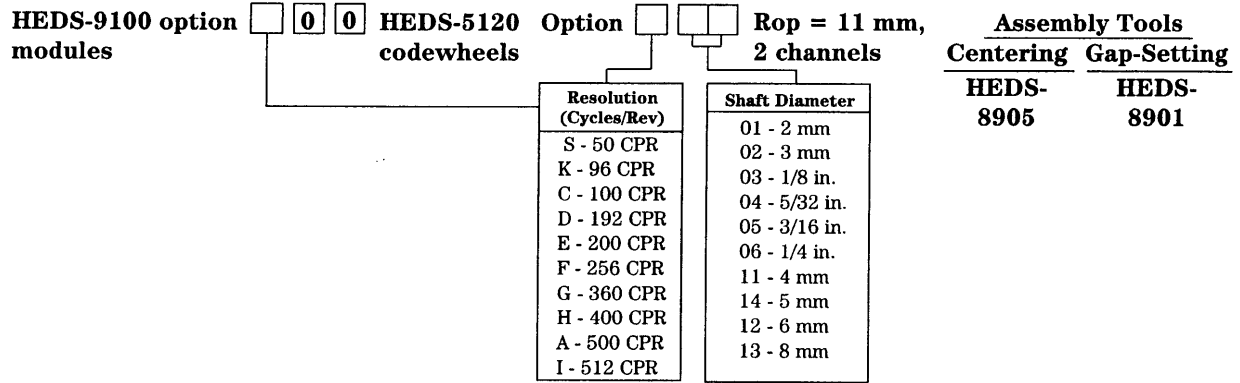 HEDS-9100 option 0 0 HEDS-5120 Option Rop = 11 mm,
modules codewheels 2 channels
Assembly Tools
Centering Gap-Setting
HEDS- HEDS-
8905 8901
Resolution
(Cycles/Rev)
S - 50 CPR
K - 96 CPR
C - 100 CPR
D - 192 CPR
E - 200 CPR
F - 256 CPR
G - 360 CPR
H - 400 CPR
A - 500 CPR
I - 512 CPR
Shaft Diameter
01 - 2 mm
02 - 3 mm
03 - 1/8 in.
04 - 5/32 in.
05 - 3/16 in.
06 - 1/4 in.
11 - 4 mm
14 - 5 mm
12 - 6 mm
13 - 8 mm